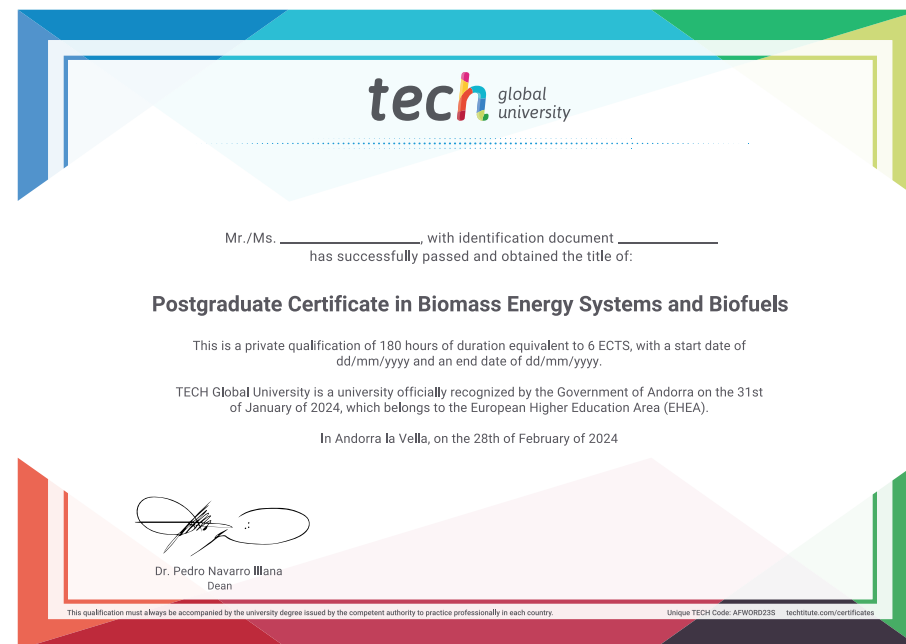 tech global university
Mr./Ms. ____________, with identification document ____________
has successfully passed and obtained the title of:
Postgraduate Certificate in Biomass Energy Systems and Biofuels
This is a private qualification of 180 hours of duration equivalent to 6 ECTS, with a start date of
dd/mm/yyyy and an end date of dd/mm/yyyy.
TECH Global University is a university officially recognized by the Government of Andorra on the 31st
of January of 2024, which belongs to the European Higher Education Area (EHEA).
In Andorra la Vella, on the 28th of February of 2024
Dr. Pedro Navarro Illana
Dean
This qualification must always be accompanied by the university degree issued by the competent authority to practice professionally in each country.
Unique TECH Code: AFWORD23S techtitute.com/certificates